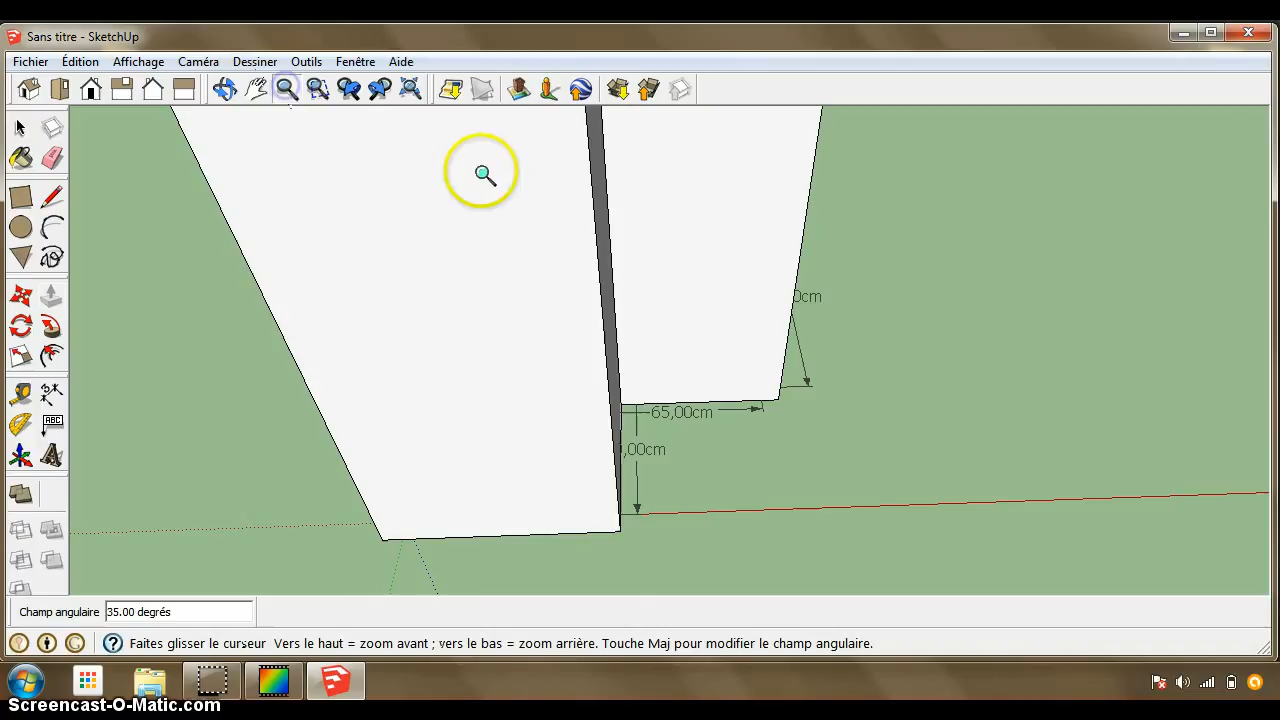 Sans titre - SketchUp
Fichier Édition Affichage Caméra Dessiner Outils Fenêtre Aide
ABC
0cm
65,00cm
,00cm
Champ angulaire 35.00 degrés
Faites glisser le curseur Vers le haut = zoom avant ; vers le bas = zoom arrière. Touche Maj pour modifier le champ angulaire.
Screencast-O-Matic.com